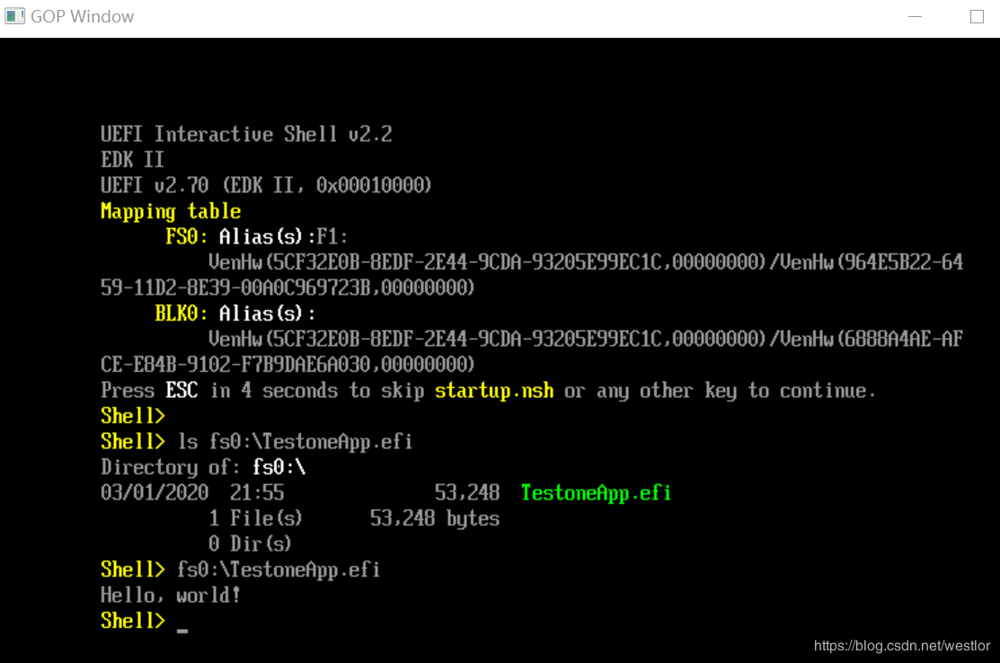 GOP Window
UEFI Interactive Shell v2.2
EDK II
UEFI v2.70 (EDK II, 0x00010000)
Mapping table
FS0: Alias(s):F1:
VenHw(5CF32E0B-8EDF-2E44-9CDA-93205E99EC1C,00000000)/VenHw(964E5B22-64
59-11D2-8E39-00A0C969723B,00000000)
BLK0: Alias(s):
VenHw(5CF32E0B-8EDF-2E44-9CDA-93205E99EC1C,00000000)/VenHw(6888A4AE-AF
CE-E84B-9102-F7B9DAE6A030,00000000)
Press ESC in 4 seconds to skip startup.nsh or any other key to continue.
Shell>
Shell> ls fs0:\TestoneApp.efi
Directory of: fs0:\
03/01/2020 21:55 53,248 TestoneApp.efi
1 File(s) 53,248 bytes
0 Dir(s)
Shell> fs0:\TestoneApp.efi
Hello, world!
Shell> _
https://blog.csdn.net/westlor